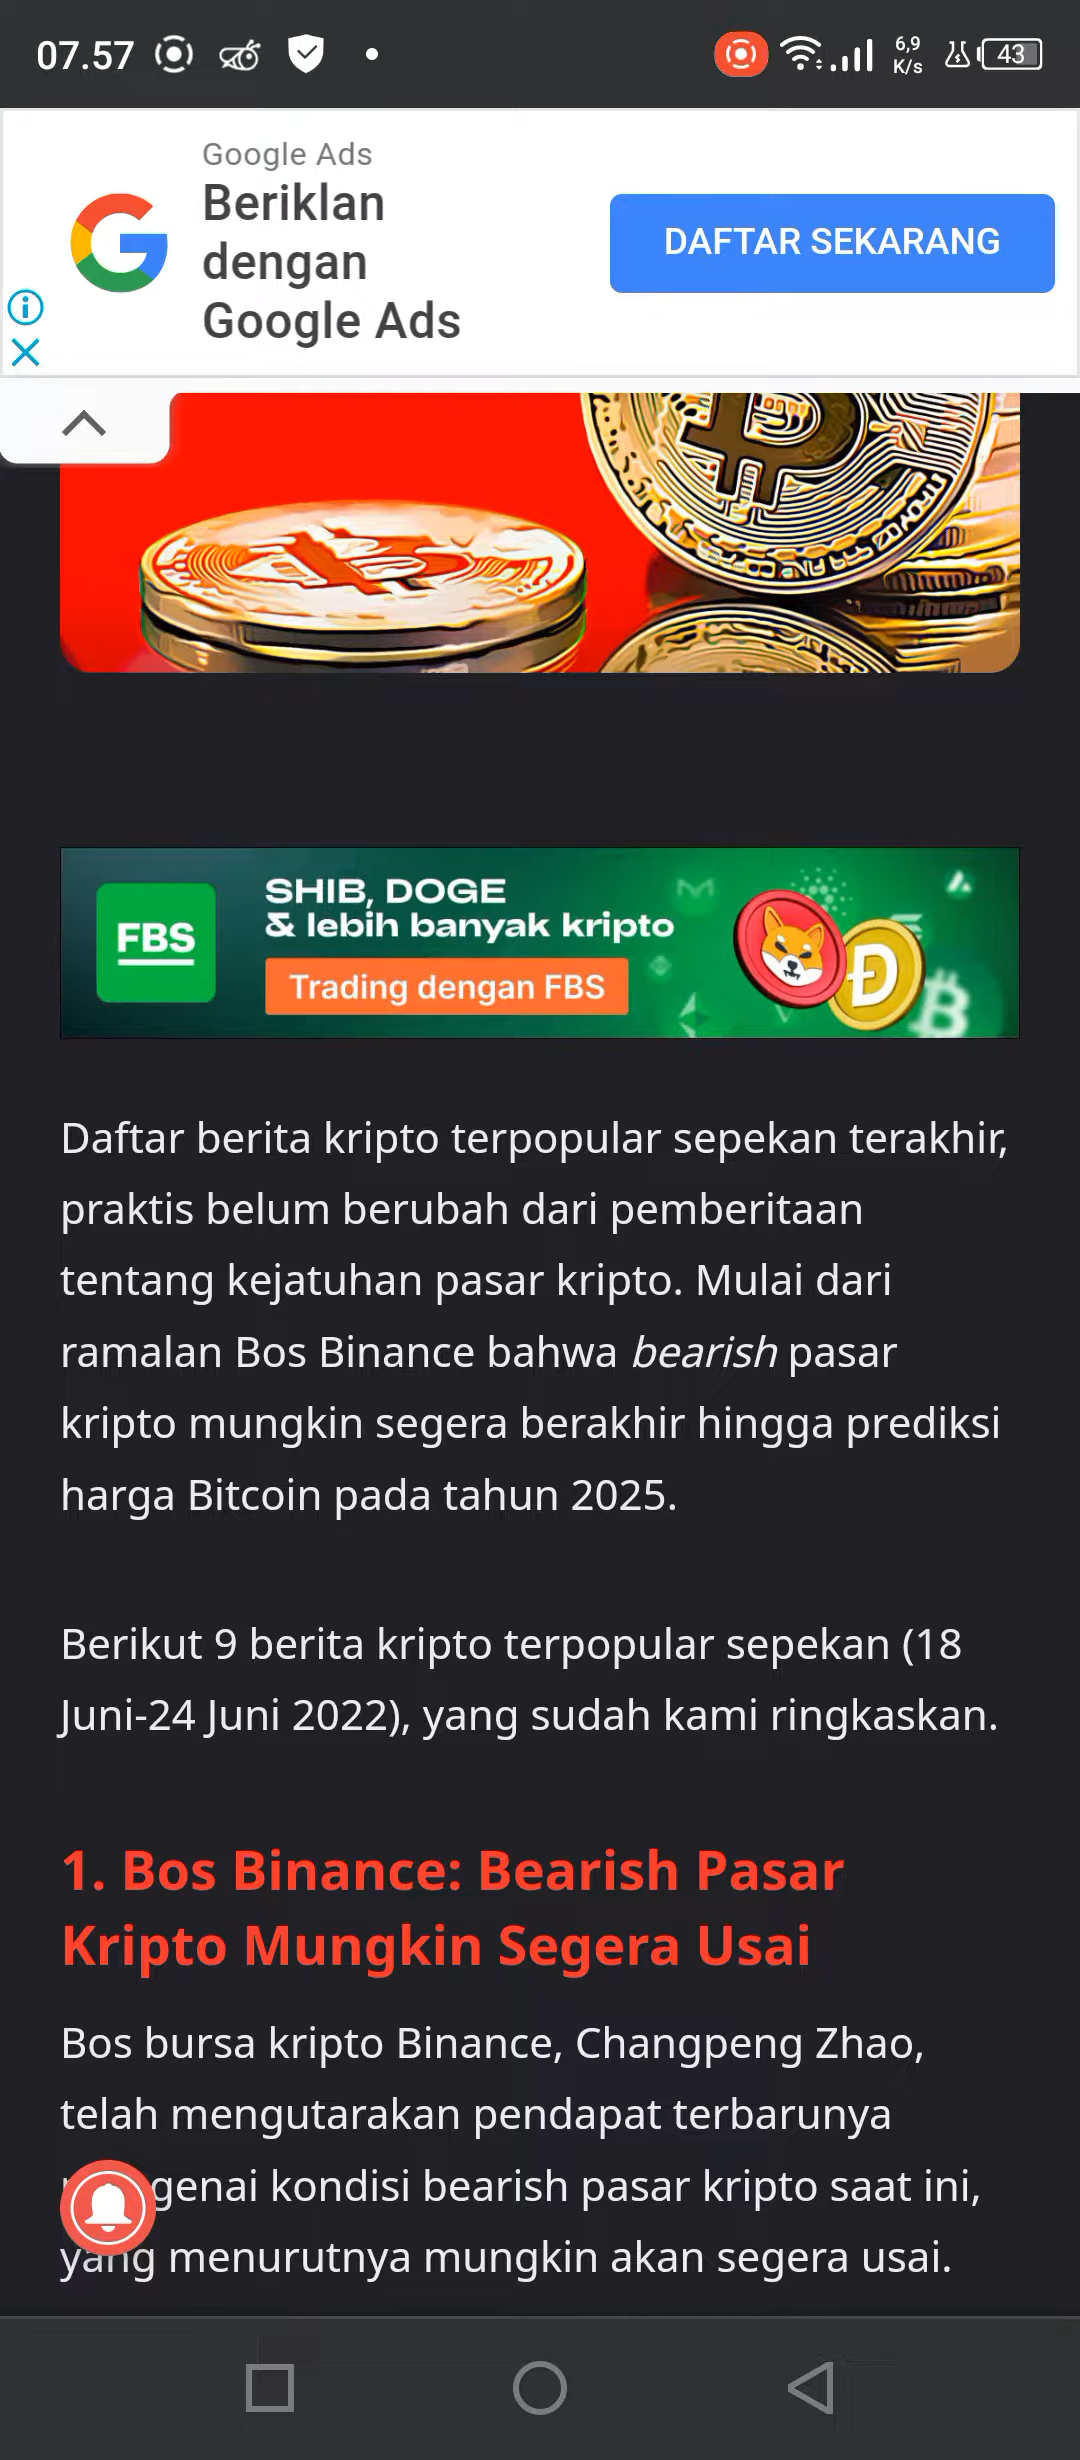 07.57
6,9
K/s
43
Google Ads
Beriklan
dengan
Google Ads
DAFTAR SEKARANG
FBS
SHIB, DOGE
& lebih banyak kripto
Trading dengan FBS
Daftar berita kripto terpopular sepekan terakhir,
praktis belum berubah dari pemberitaan
tentang kejatuhan pasar kripto. Mulai dari
ramalan Bos Binance bahwa bearish pasar
kripto mungkin segera berakhir hingga prediksi
harga Bitcoin pada tahun 2025.
Berikut 9 berita kripto terpopular sepekan (18
Juni-24 Juni 2022), yang sudah kami ringkaskan.
1. Bos Binance: Bearish Pasar
Kripto Mungkin Segera Usai
Bos bursa kripto Binance, Changpeng Zhao,
telah mengutarakan pendapat terbarunya
genai kondisi bearish pasar kripto saat ini,
yang menurutnya mungkin akan segera usai.